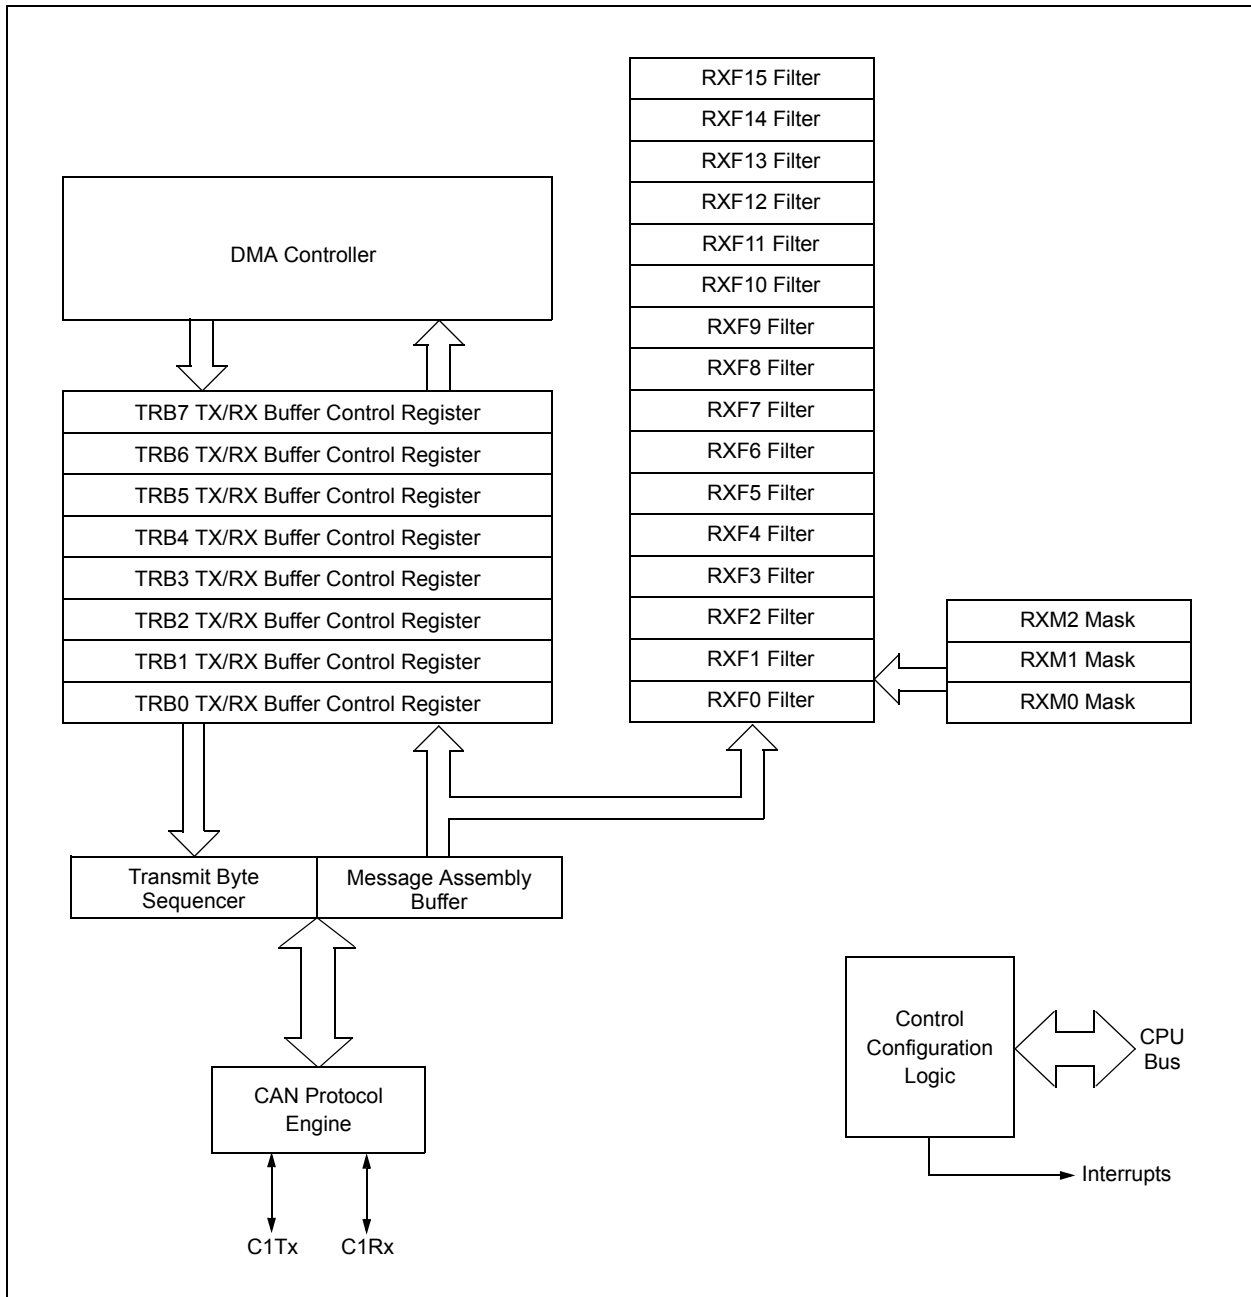 RXF15 Filter
RXF14 Filter
RXF13 Filter
RXF12 Filter
RXF11 Filter
RXF10 Filter
RXF9 Filter
RXF8 Filter
RXF7 Filter
RXF6 Filter
RXF5 Filter
RXF4 Filter
RXF3 Filter
RXF2 Filter
RXF1 Filter
RXF0 Filter
DMA Controller
TRB7 TX/RX Buffer Control Register
TRB6 TX/RX Buffer Control Register
TRB5 TX/RX Buffer Control Register
TRB4 TX/RX Buffer Control Register
TRB3 TX/RX Buffer Control Register
TRB2 TX/RX Buffer Control Register
TRB1 TX/RX Buffer Control Register
TRB0 TX/RX Buffer Control Register
RXM2 Mask
RXM1 Mask
RXM0 Mask
Transmit Byte
Sequencer
Message Assembly
Buffer
CAN Protocol
Engine
C1Tx
C1Rx
Control
Configuration
Logic
CPU
Bus
Interrupts